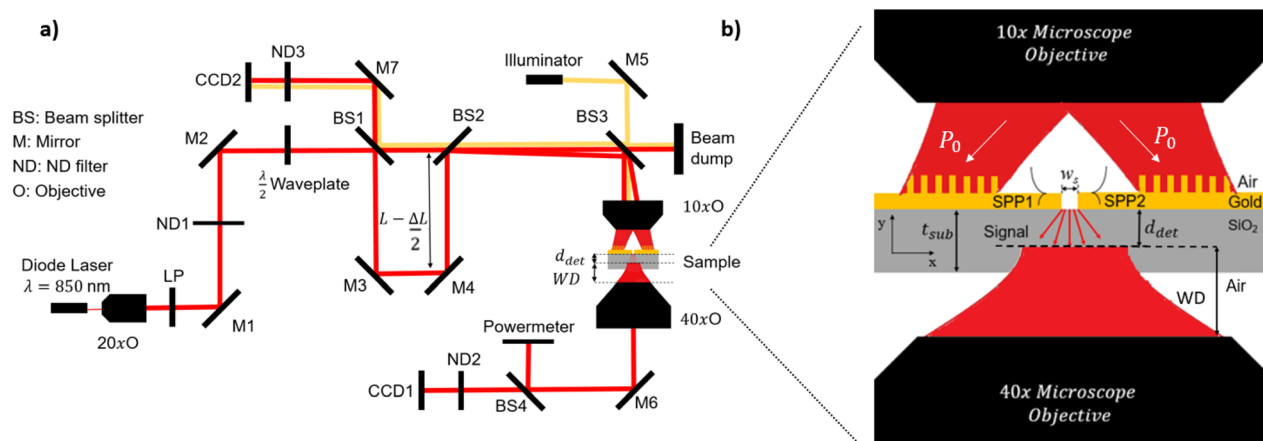 a)
ND3
CCD2
M7
Illuminator
M5
BS: Beam splitter
M: Mirror
ND: ND filter
O: Objective
M2
BS1
BS2
BS3
Beam
dump
λ/2 Waveplate
ND1
L − ΔL/2
10xO
d_det
Sample
WD
Diode Laser
λ = 850 nm
LP
M3
M4
40xO
M1
20xO
Powermeter
ND2
CCD1
BS4
M6
b)
10x Microscope
Objective
P_0
P_0
w_s
Air
SPP1
SPP2
Gold
SiO₂
y
x
t_sub
Signal
d_det
WD
Air
40x Microscope
Objective